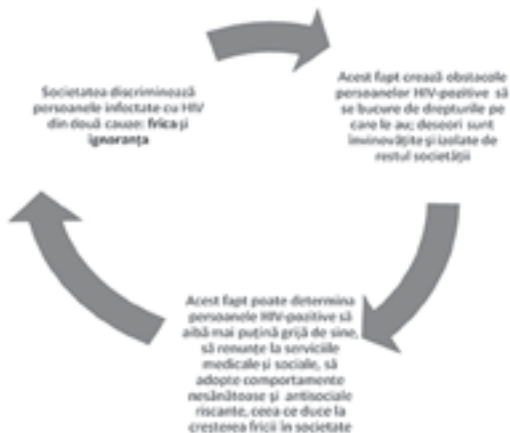 Societatea discriminează
persoanele infectate cu HIV
din două cauze: frica și
ignoranța
Acest fapt crează obstacole
persoanelor HIV-pozitive să
se bucure de drepturile pe
care le au; deseori sunt
învinovățite și izolate de
restul societății
Acest fapt poate determina
persoanele HIV-pozitive să
aibă mai puțină grijă de sine,
să renunțe la serviciile
medicale și sociale, să
adopte comportamente
nesănătoase și antisociale
riscante, ceea ce duce la
creșterea fricii în societate